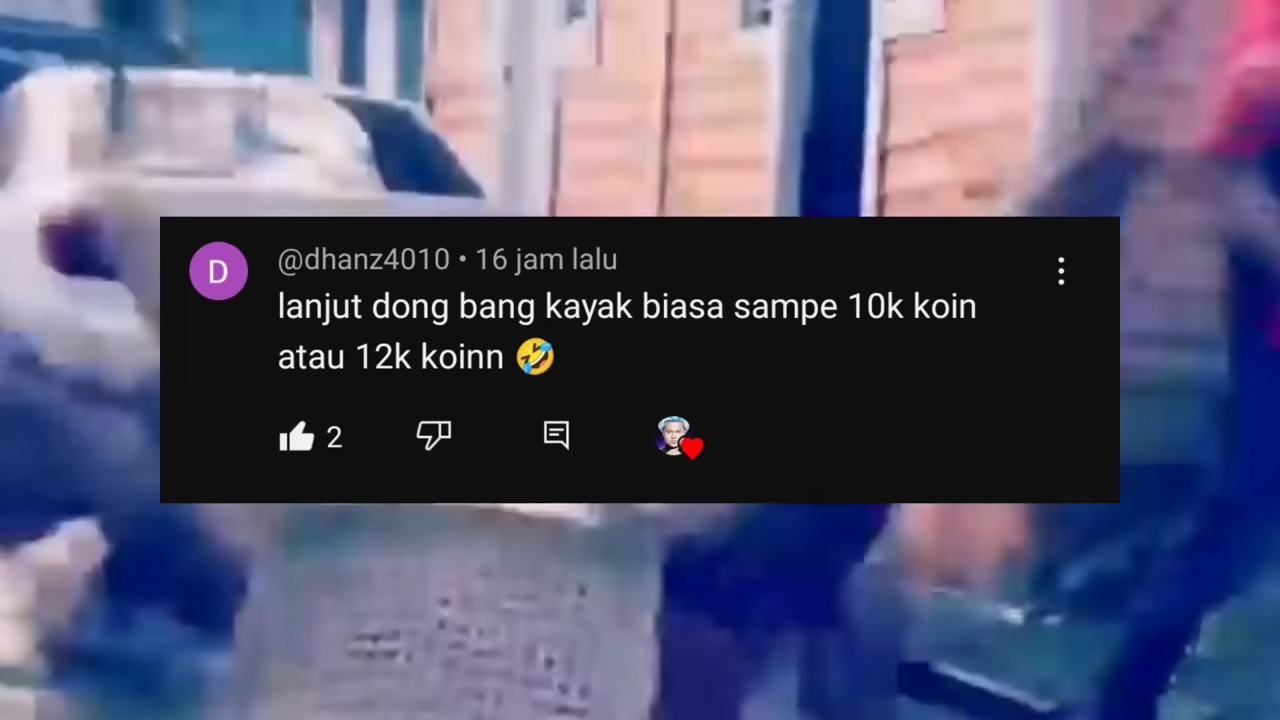 @dhanz4010 • 16 jam lalu
lanjut dong bang kayak biasa sampe 10k koin
atau 12k koinn 🤣
2